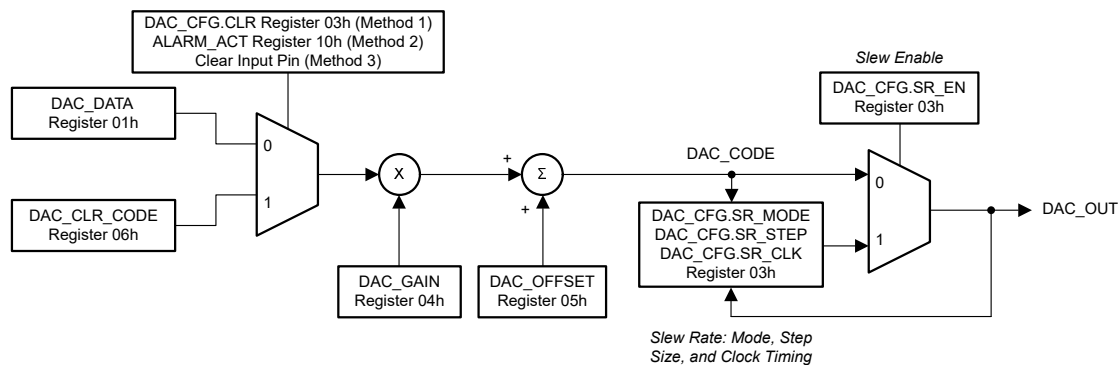 DAC_CFG.CLR Register 03h (Method 1)
ALARM_ACT Register 10h (Method 2)
Clear Input Pin (Method 3)
Slew Enable
DAC_CFG.SR_EN
Register 03h
DAC_DATA
Register 01h
0
1
DAC_CLR_CODE
Register 06h
X
+
Σ
+
DAC_GAIN
Register 04h
DAC_OFFSET
Register 05h
DAC_CODE
DAC_CFG.SR_MODE
DAC_CFG.SR_STEP
DAC_CFG.SR_CLK
Register 03h
0
1
DAC_OUT
Slew Rate: Mode, Step
Size, and Clock Timing